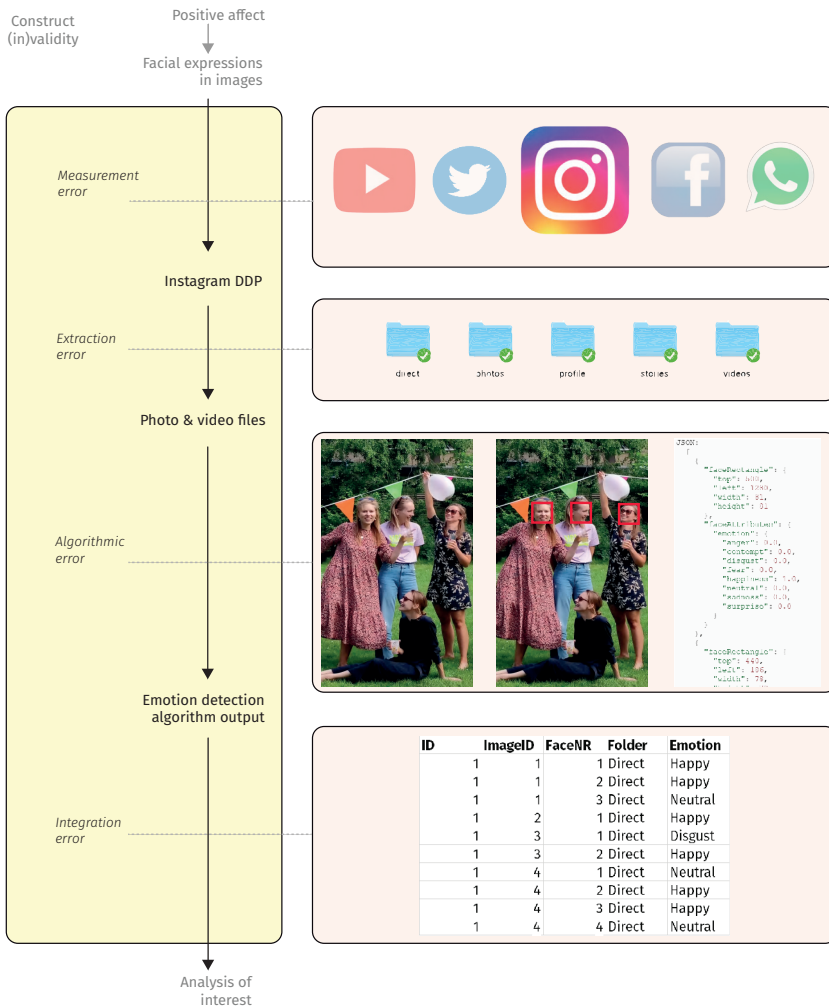 Construct
(in)validity
Positive affect
Facial expressions
in images
Measurement
error
Instagram DDP
Extraction
error
direct
photos
profile
stories
videos
Photo & video files
Algorithmic
error
JSON:
[
{
"faceRectangle": {
"top": 600,
"left": 1280,
"width": 81,
"height": 81
},
"faceAttributes": {
"emotion": {
"anger": 0.0,
"contempt": 0.0,
"disgust": 0.0,
"fear": 0.0,
"happiness": 1.0,
"neutral": 0.0,
"sadness": 0.0,
"surprise": 0.0
}
}
},
{
"faceRectangle": {
"top": 440,
"left": 186,
"width": 78,
Emotion detection
algorithm output
ID ImageID FaceNR Folder Emotion
1 1 1 Direct Happy
1 1 2 Direct Happy
1 1 3 Direct Neutral
1 2 1 Direct Happy
1 3 1 Direct Disgust
1 3 2 Direct Happy
1 4 1 Direct Neutral
1 4 2 Direct Happy
1 4 3 Direct Happy
1 4 4 Direct Neutral
Integration
error
Analysis of
interest